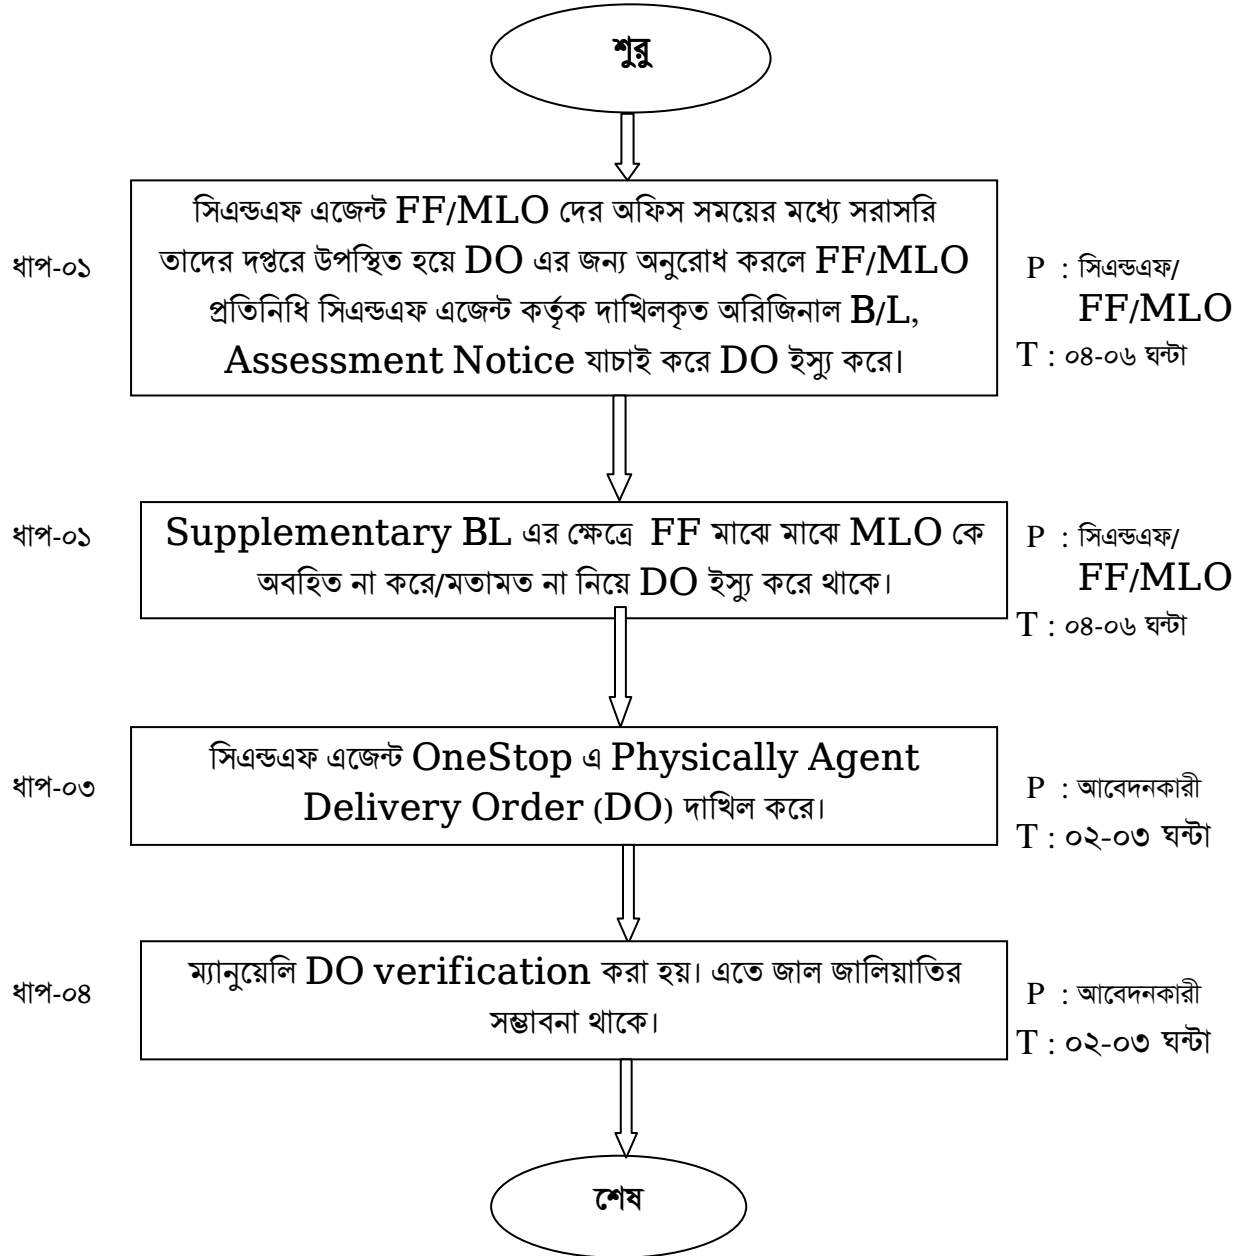 শুরু
ধাপ-০১
সিএন্ডএফ এজেন্ট FF/MLO দের অফিস সময়ের মধ্যে সরাসরি
তাদের দপ্তরে উপস্থিত হয়ে DO এর জন্য অনুরোধ করলে FF/MLO
প্রতিনিধি সিএন্ডএফ এজেন্ট কর্তৃক দাখিলকৃত অরিজিনাল B/L,
Assessment Notice যাচাই করে DO ইস্যু করে।
P : সিএন্ডএফ/
FF/MLO
T : ০৪-০৬ ঘন্টা
ধাপ-০১
Supplementary BL এর ক্ষেত্রে FF মাঝে মাঝে MLO কে
অবহিত না করে/মতামত না নিয়ে DO ইস্যু করে থাকে।
P : সিএন্ডএফ/
FF/MLO
T : ০৪-০৬ ঘন্টা
ধাপ-০৩
সিএন্ডএফ এজেন্ট OneStop এ Physically Agent
Delivery Order (DO) দাখিল করে।
P : আবেদনকারী
T : ০২-০৩ ঘন্টা
ধাপ-০৪
ম্যানুয়েলি DO verification করা হয়। এতে জাল জালিয়াতির
সম্ভাবনা থাকে।
P : আবেদনকারী
T : ০২-০৩ ঘন্টা
শেষ